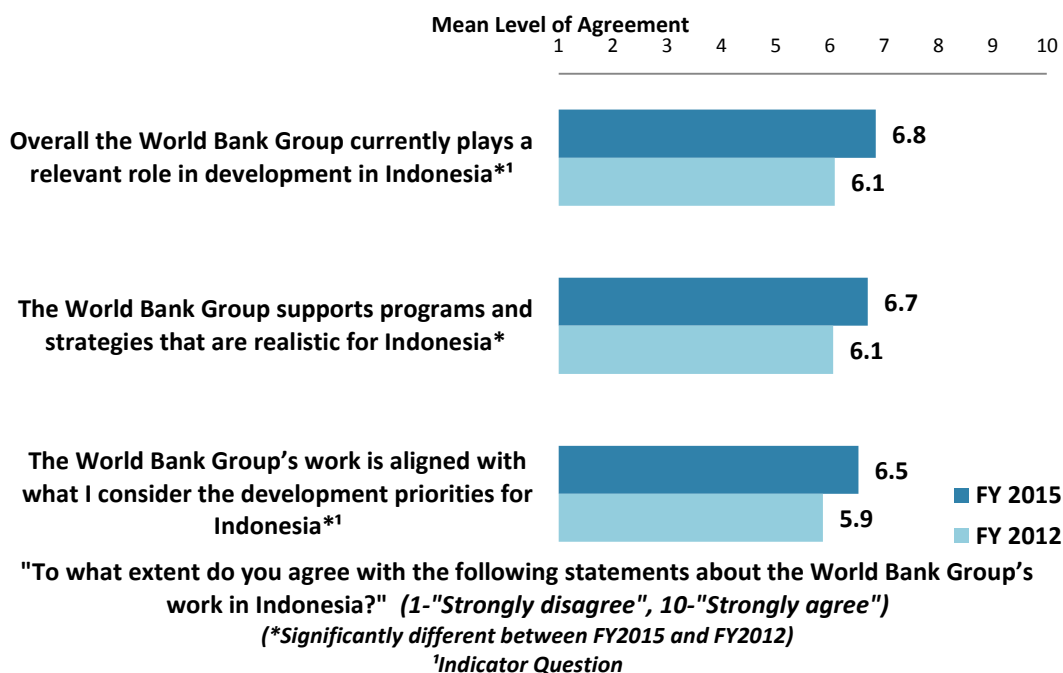 Mean Level of Agreement
1 2 3 4 5 6 7 8 9 10
Overall the World Bank Group currently plays a
relevant role in development in Indonesia*¹
6.8
6.1
The World Bank Group supports programs and
strategies that are realistic for Indonesia*
6.7
6.1
The World Bank Group’s work is aligned with
what I consider the development priorities for
Indonesia*¹
6.5
5.9
FY 2015
FY 2012
"To what extent do you agree with the following statements about the World Bank Group’s
work in Indonesia?" (1-"Strongly disagree", 10-"Strongly agree")
(*Significantly different between FY2015 and FY2012)
¹Indicator Question